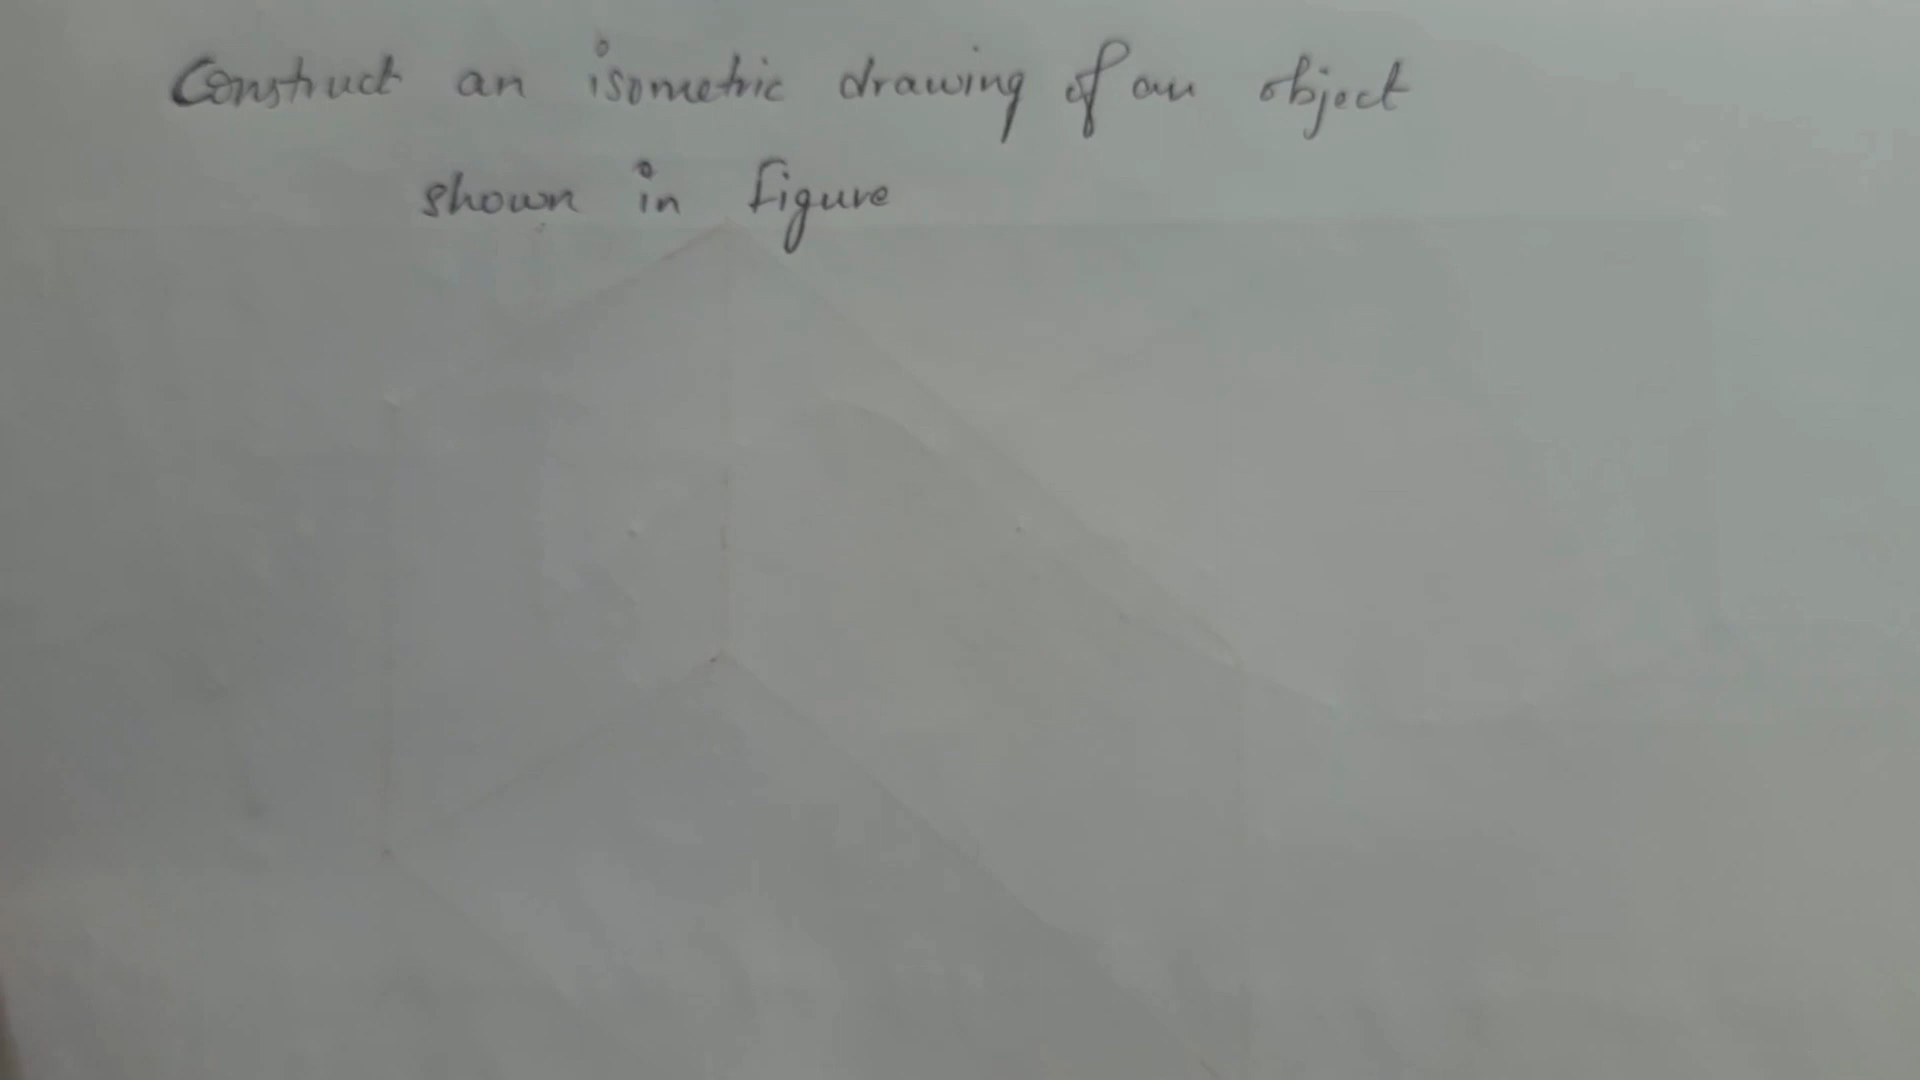 Construct an isometric drawing of an object
shown in figure